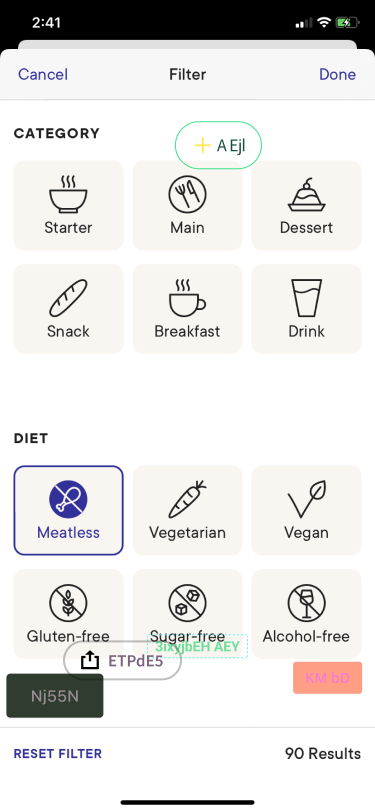 2:41
Cancel Filter Done
CATEGORY
A Ejl
Starter Main Dessert
Snack Breakfast Drink
DIET
Meatless Vegetarian Vegan
Gluten-free Sugar-free Alcohol-free
3ixyjbEH AEY
ETPdE5
KM bD
Nj55N
RESET FILTER 90 Results